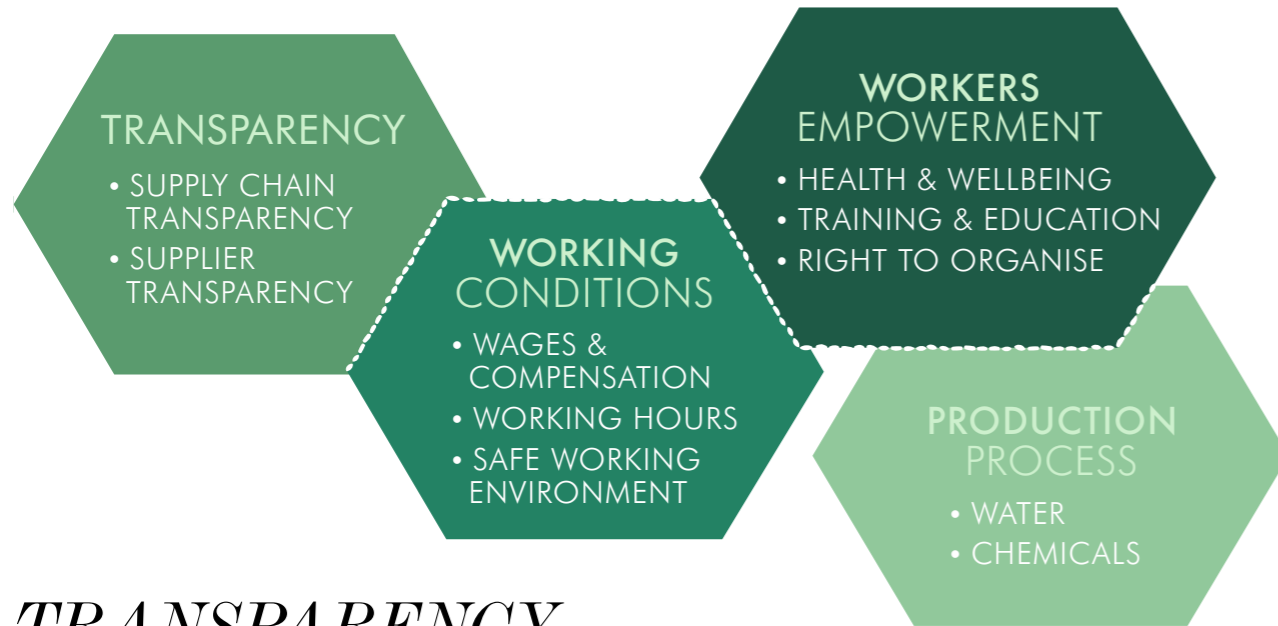 TRANSPARENCY
• SUPPLY CHAIN
TRANSPARENCY
• SUPPLIER
TRANSPARENCY
WORKING
CONDITIONS
• WAGES &
COMPENSATION
• WORKING HOURS
• SAFE WORKING
ENVIRONMENT
WORKERS
EMPOWERMENT
• HEALTH & WELLBEING
• TRAINING & EDUCATION
• RIGHT TO ORGANISE
PRODUCTION
PROCESS
• WATER
• CHEMICALS
TRANSPARENCY